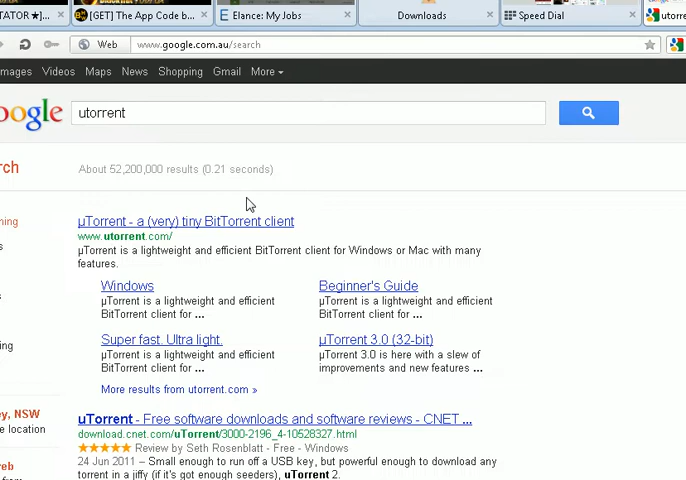 TATOR ★]...
[GET] The App Code b...
Elance: My Jobs
Downloads
Speed Dial
utorre
Web
www.google.com.au/search
mages Videos Maps News Shopping Gmail More
oogle
utorrent
rch
About 52,200,000 results (0.21 seconds)
ning
µTorrent - a (very) tiny BitTorrent client
www.utorrent.com/
µTorrent is a lightweight and efficient BitTorrent client for Windows or Mac with many
features.
s
Windows
µTorrent is a lightweight and efficient
BitTorrent client for ...
Beginner's Guide
µTorrent is a lightweight and efficient
BitTorrent client for ...
s
ing
Super fast. Ultra light.
µTorrent is a lightweight and efficient
BitTorrent client for ...
µTorrent 3.0 (32-bit)
µTorrent 3.0 is here with a slew of
improvements and new features ...
More results from utorrent.com »
ey, NSW
e location
uTorrent - Free software downloads and software reviews - CNET ...
download.cnet.com/uTorrent/3000-2196_4-10528327.html
Review by Seth Rosenblatt - Free - Windows
24 Jun 2011 – Small enough to run off a USB key, but powerful enough to download any
torrent in a jiffy (if it's got enough seeders), uTorrent 2.
eb